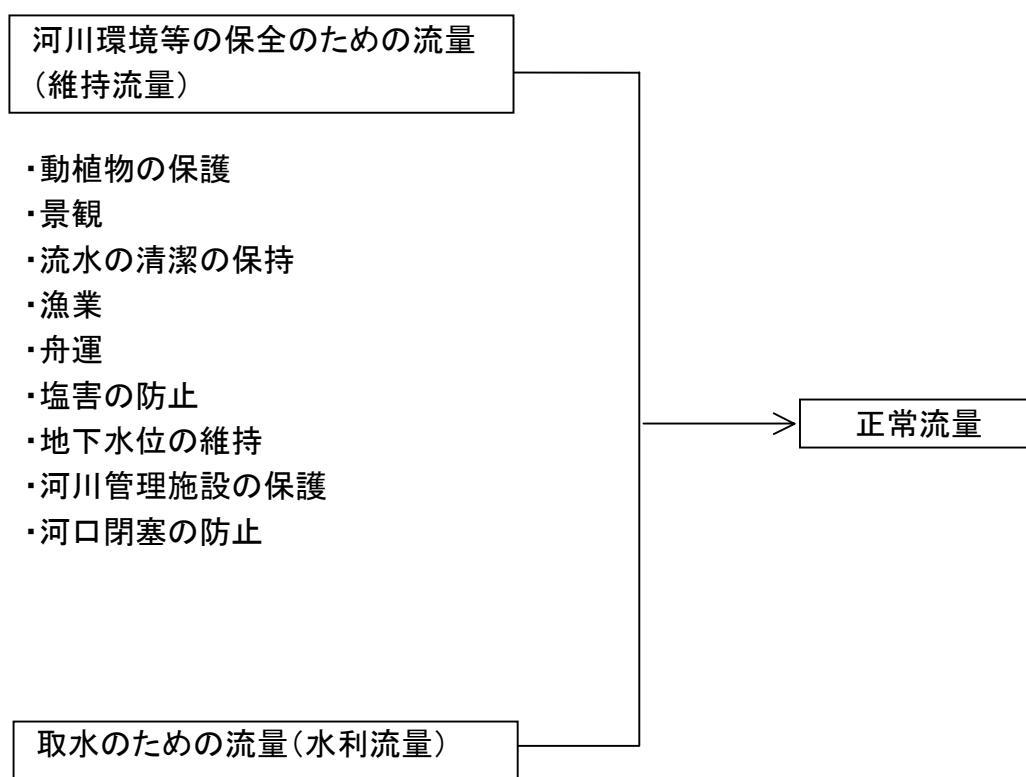 河川環境等の保全のための流量
（維持流量）
・動植物の保護
・景観
・流水の清潔の保持
・漁業
・舟運
・塩害の防止
・地下水位の維持
・河川管理施設の保護
・河口閉塞の防止
正常流量
取水のための流量（水利流量）